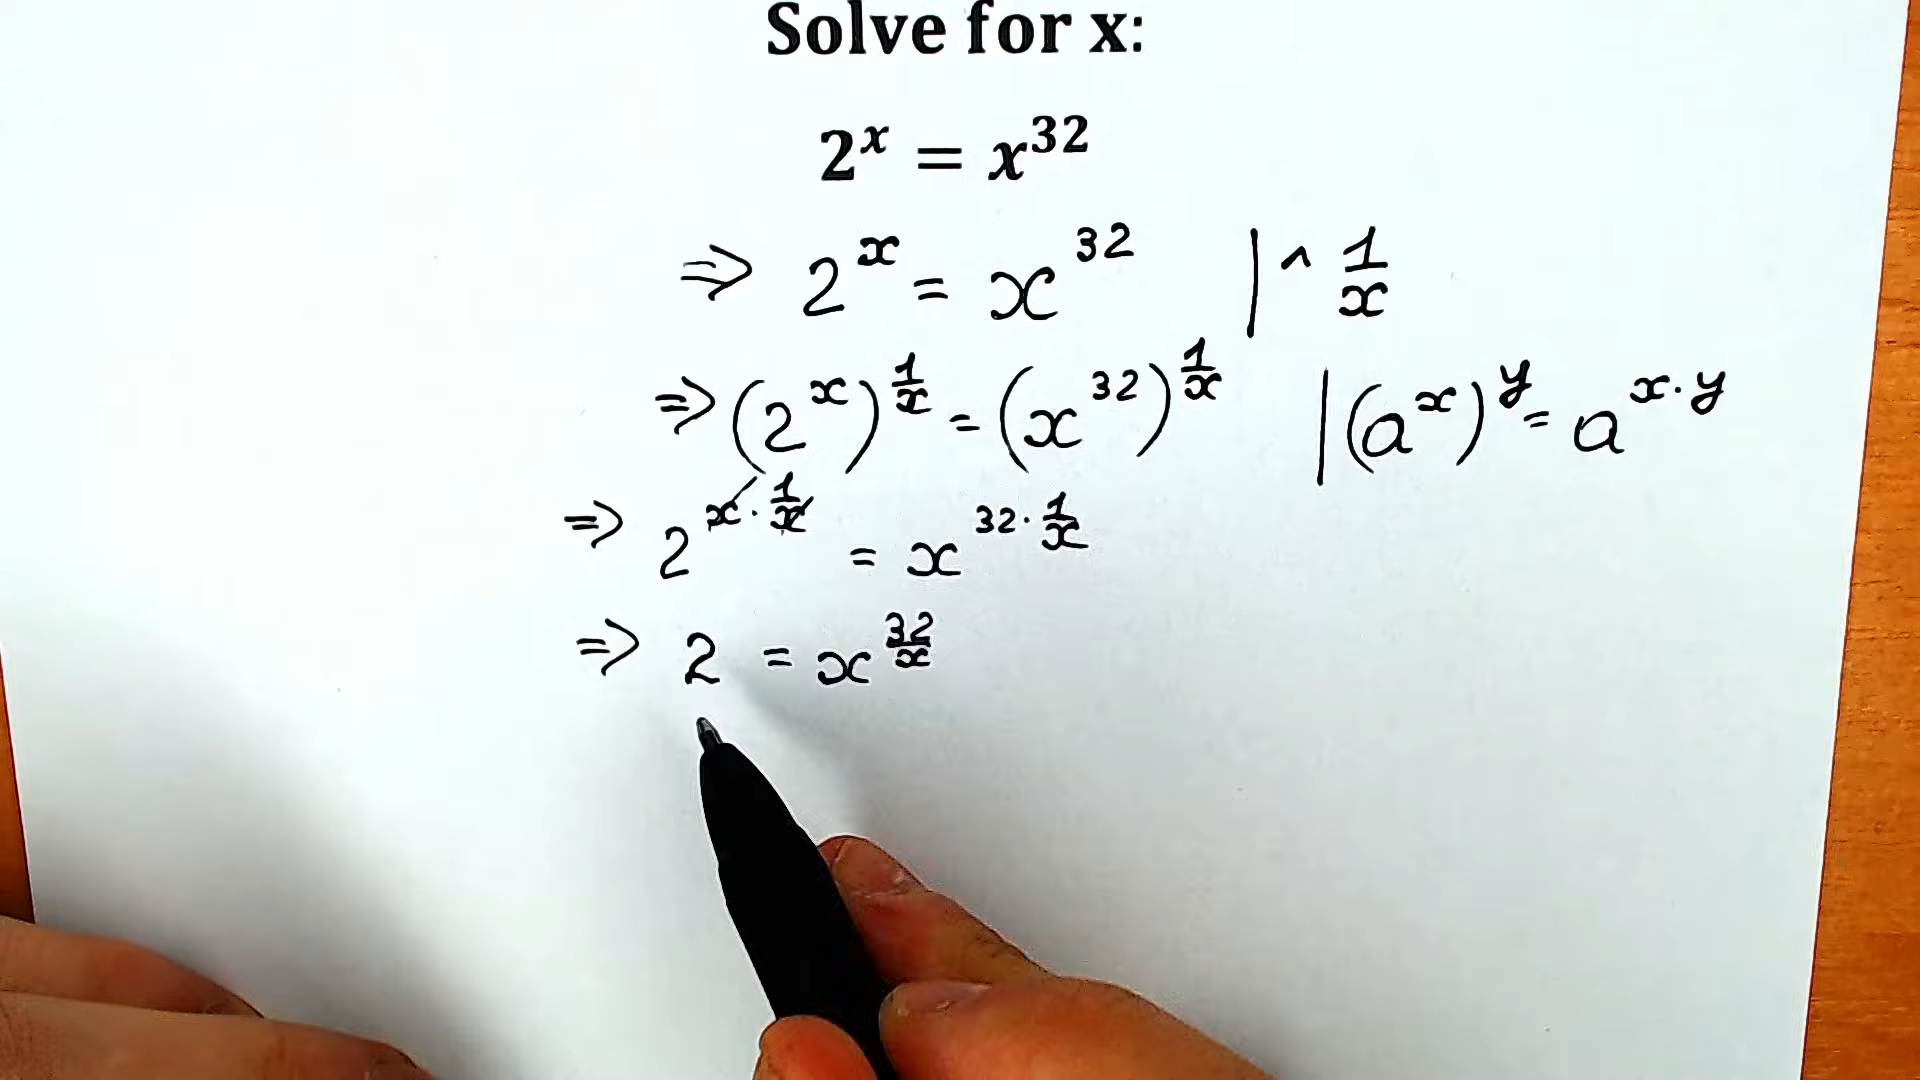 Solve for x:
2^x = x^32
⇒ 2^x = x^32 | ^ 1/x
⇒ (2^x)^(1/x) = (x^32)^(1/x) | (a^x)^y = a^(x·y)
⇒ 2^(x·1/x) = x^(32·1/x)
⇒ 2 = x^(32/x)